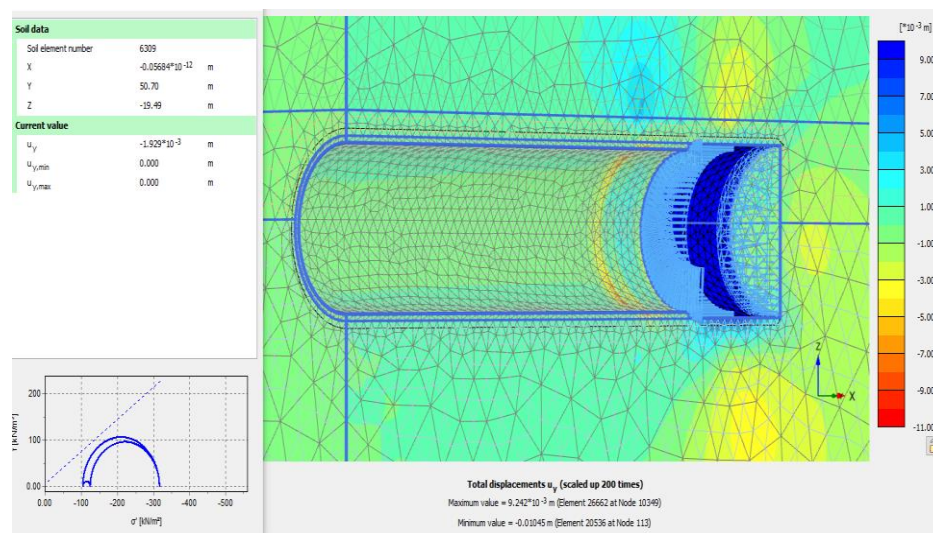 Soil data
Soil element number 6309
X -0.05684*10 -12 m
Y 50.70 m
Z -19.49 m
Current value
u y -1.929*10 -3 m
u y,min 0.000 m
u y,max 0.000 m
[*10 -3 m]
9.00
7.00
5.00
3.00
1.00
-1.00
-3.00
-5.00
-7.00
-9.00
-11.00
Z
X
200
100
0.00
[kN/m²]
0.00 -100 -200 -300 -400 -500
σ' [kN/m²]
Total displacements u y (scaled up 200 times)
Maximum value = 9.242*10 -3 m (Element 26662 at Node 10349)
Minimum value = -0.01045 m (Element 20536 at Node 113)